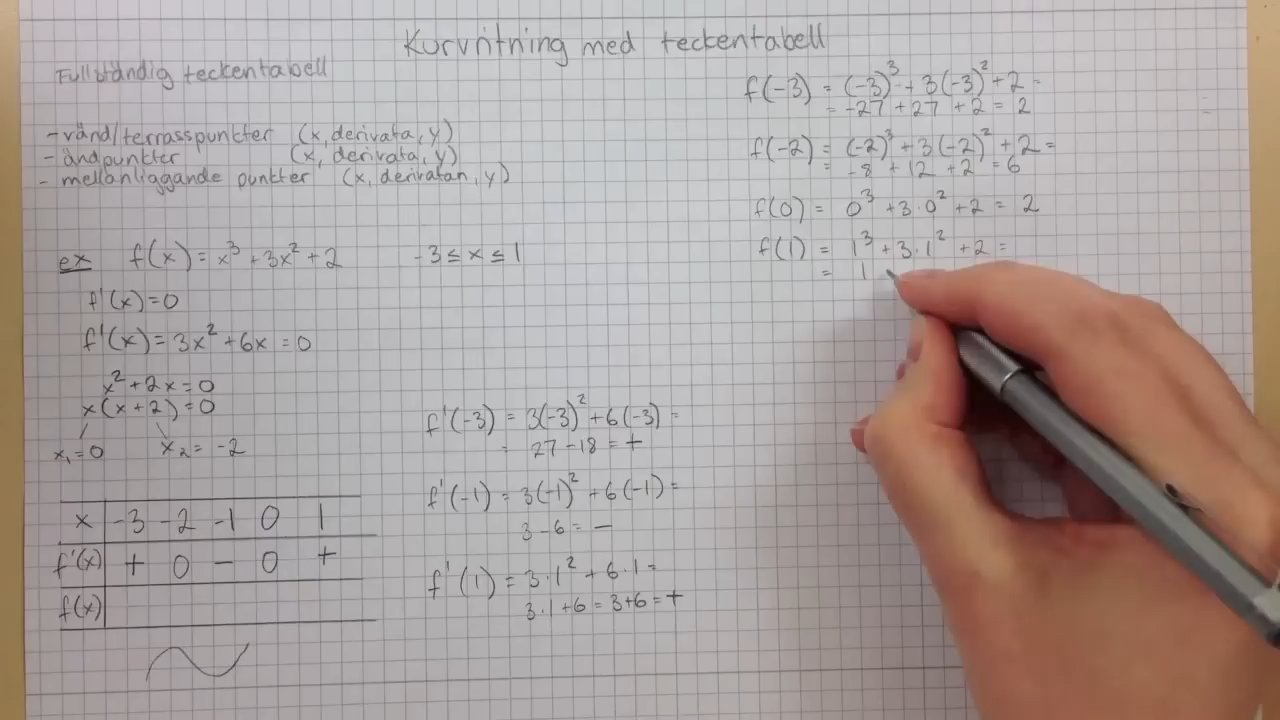 Kurvritning med teckentabell
Fullständig teckentabell
- vänd/terrasspunkter (x, derivata, y)
- ändpunkter (x, derivata, y)
- mellanliggande punkter (x, derivatan, y)
ex f(x) = x³ + 3x² + 2 -3 ≤ x ≤ 1
f'(x) = 0
f'(x) = 3x² + 6x = 0
x² + 2x = 0
x(x + 2) = 0
x₁ = 0 x₂ = -2
x -3 -2 -1 0 1
f'(x) + 0 - 0 +
f(x)
f'(-3) = 3(-3)² + 6(-3) =
= 27 - 18 = +
f'(-1) = 3(-1)² + 6(-1) =
3 - 6 = -
f'(1) = 3·1² + 6·1 =
3·1 + 6 = 3 + 6 = +
f(-3) = (-3)³ + 3(-3)² + 2 =
= -27 + 27 + 2 = 2
f(-2) = (-2)³ + 3(-2)² + 2 =
= -8 + 12 + 2 = 6
f(0) = 0³ + 3·0² + 2 = 2
f(1) = 1³ + 3·1² + 2 =
= 1